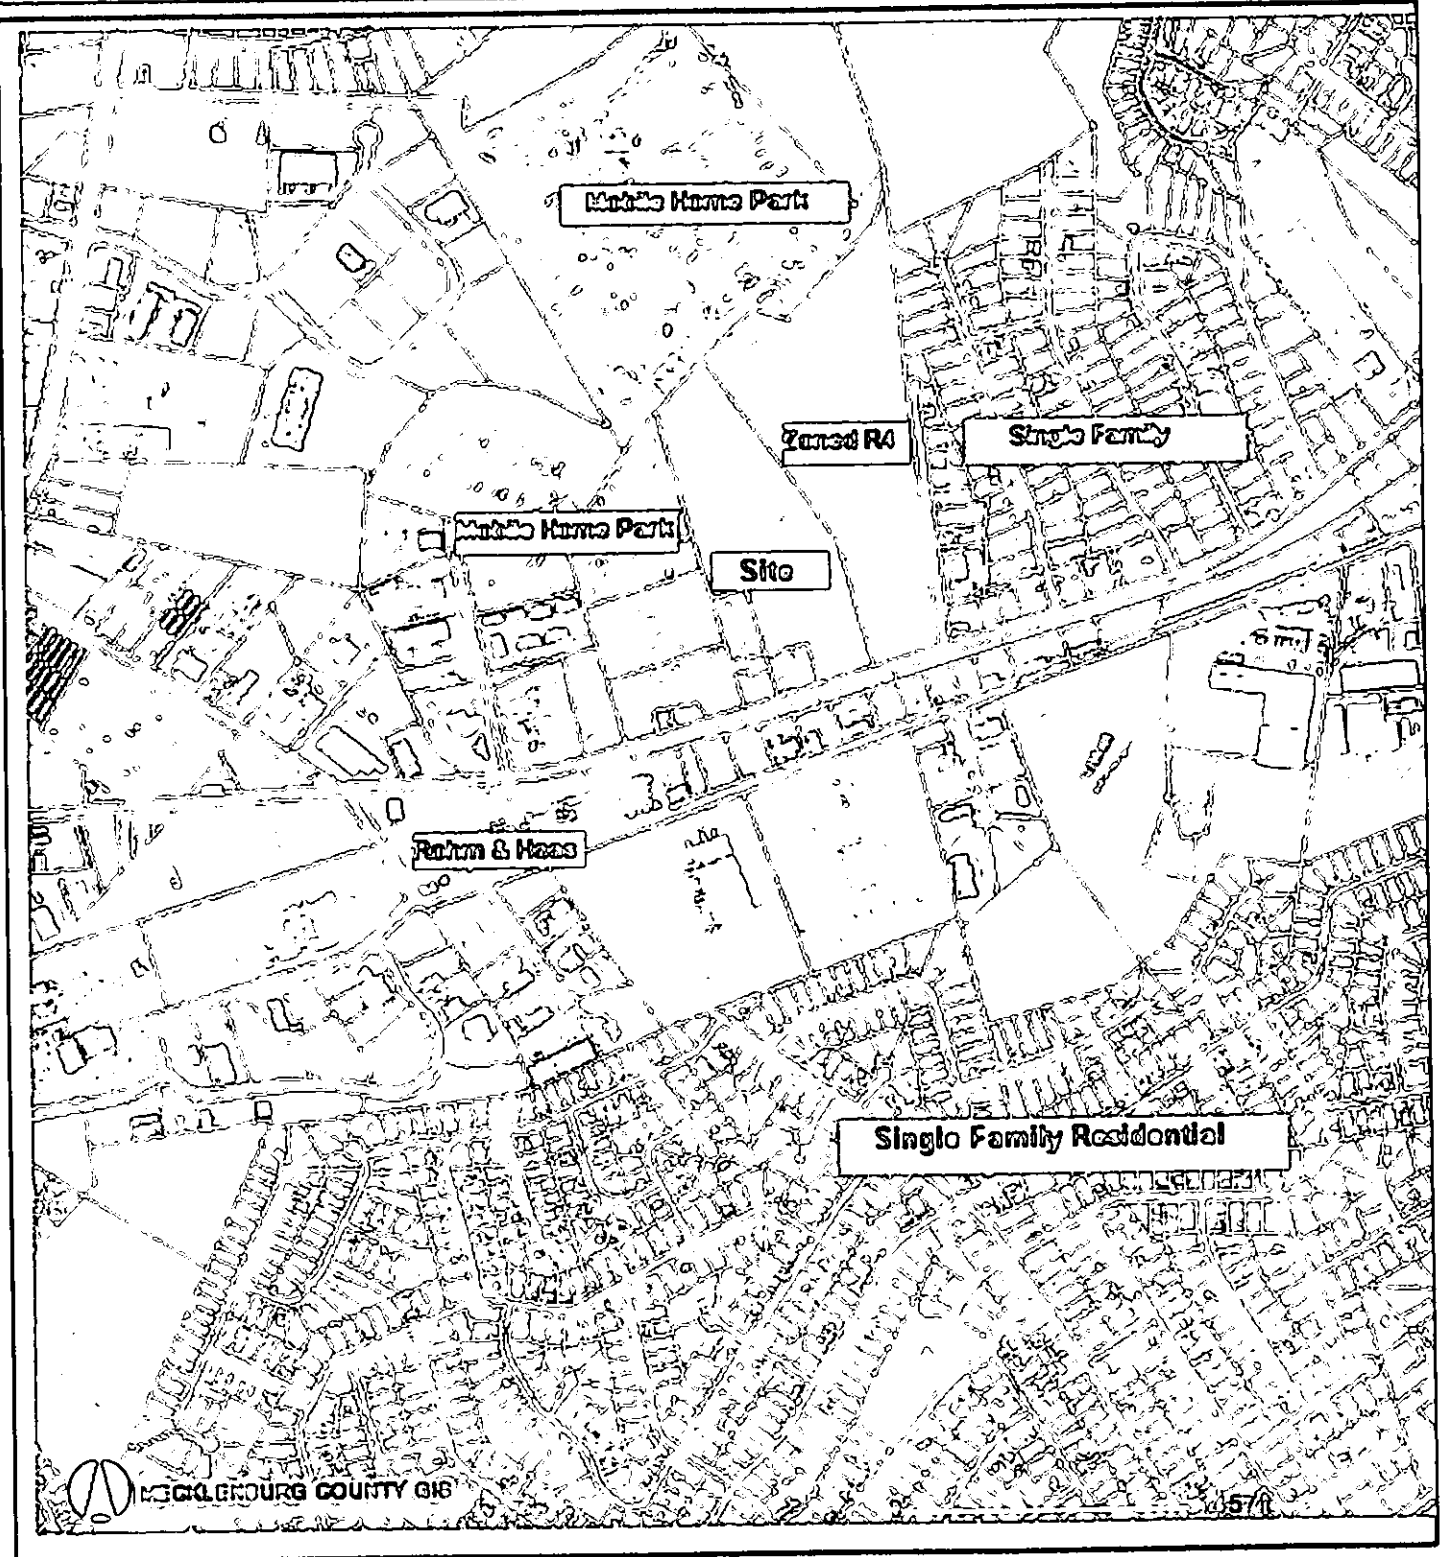 Mobile Home Park
Zoned R4
Single Family
Mobile Home Park
Site
Rohm & Haas
Single Family Residential
MECKLENBURG COUNTY GIS